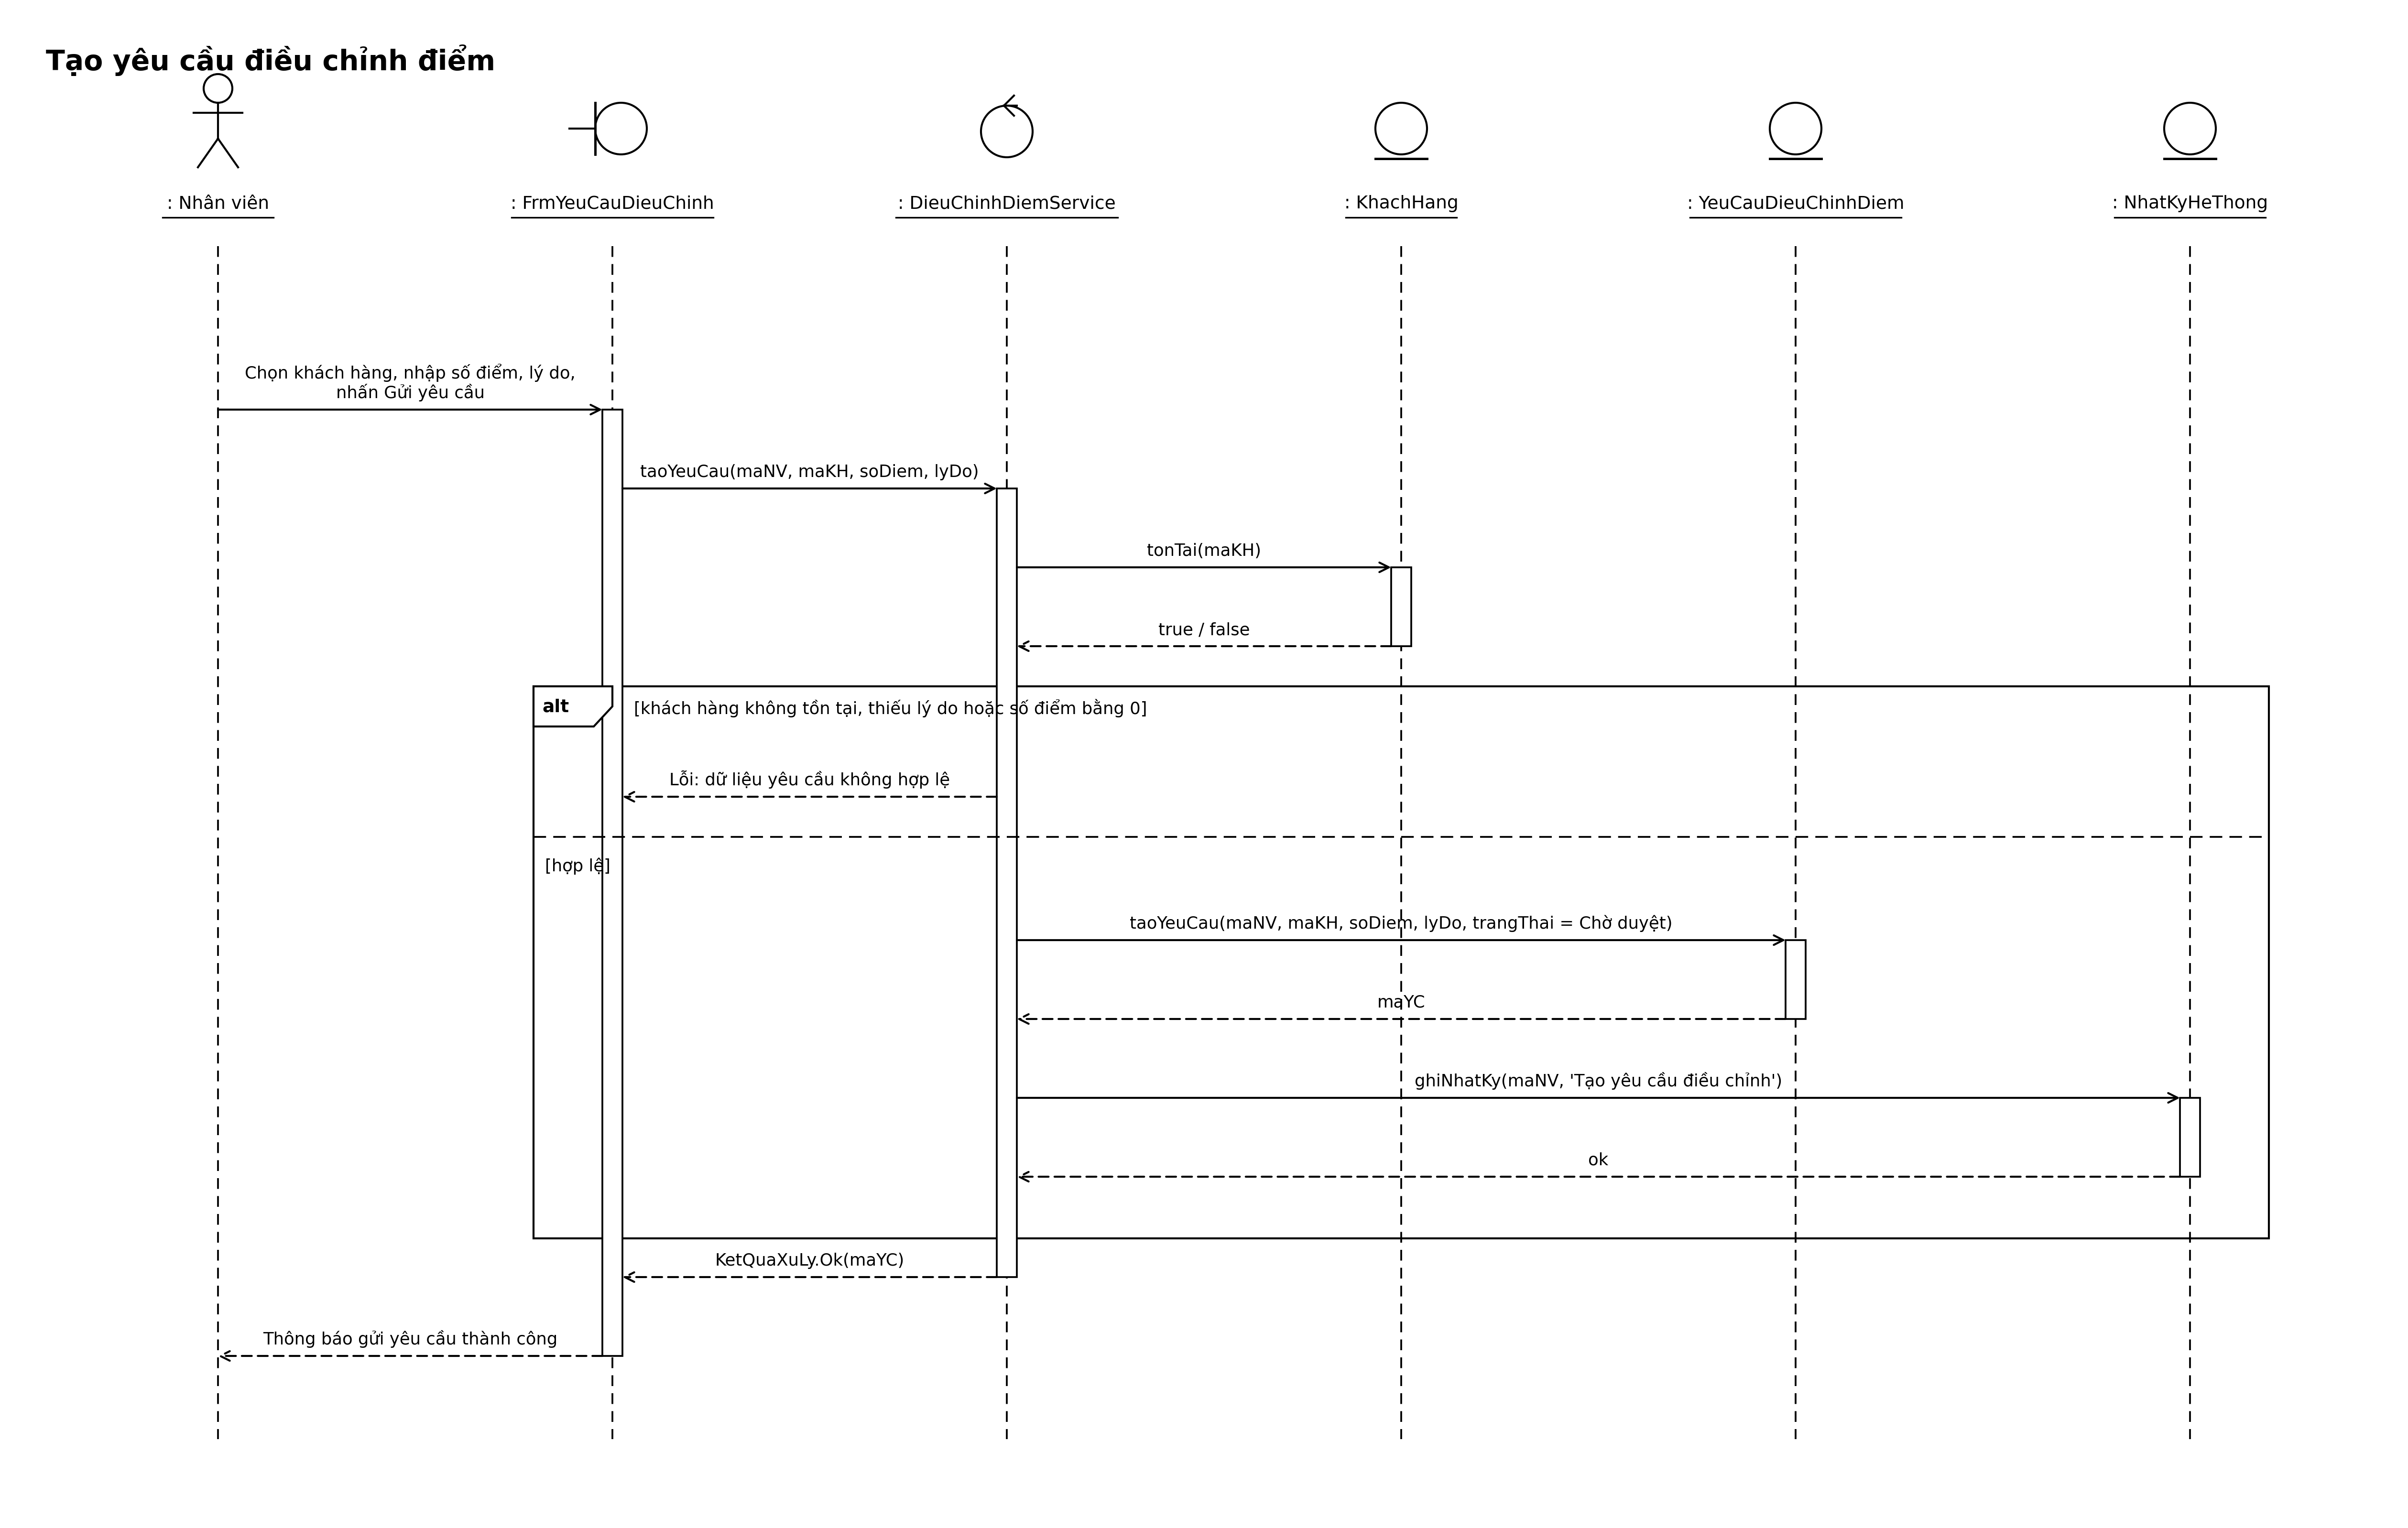 Tạo yêu cầu điều chỉnh điểm
: Nhân viên
: FrmYeuCauDieuChinh
: DieuChinhDiemService
: KhachHang
: YeuCauDieuChinhDiem
: NhatKyHeThong
Chọn khách hàng, nhập số điểm, lý do,
nhấn Gửi yêu cầu
taoYeuCau(maNV, maKH, soDiem, lyDo)
tonTai(maKH)
true / false
alt
[khách hàng không tồn tại, thiếu lý do hoặc số điểm bằng 0]
Lỗi: dữ liệu yêu cầu không hợp lệ
[hợp lệ]
taoYeuCau(maNV, maKH, soDiem, lyDo, trangThai = Chờ duyệt)
maYC
ghiNhatKy(maNV, 'Tạo yêu cầu điều chỉnh')
ok
KetQuaXuLy.Ok(maYC)
Thông báo gửi yêu cầu thành công